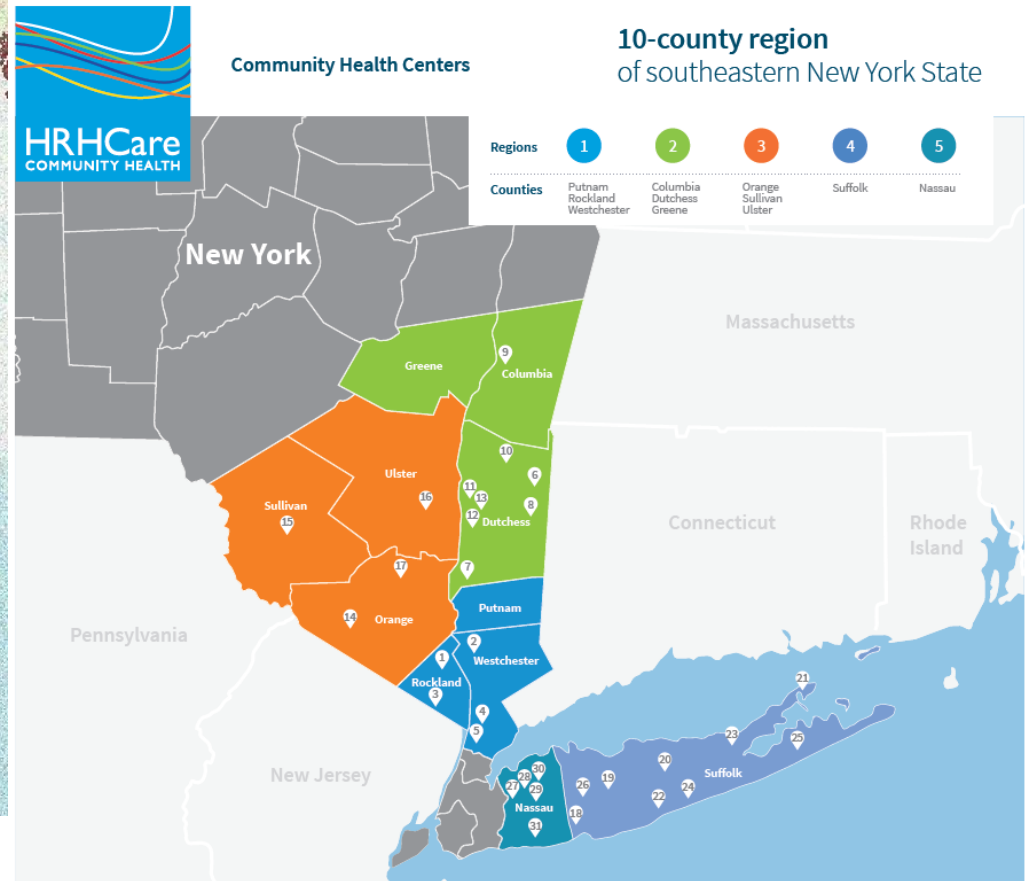 HRHCare
COMMUNITY HEALTH
Community Health Centers
10-county region
of southeastern New York State
Regions 1 2 3 4 5
Counties
Putnam
Rockland
Westchester
Columbia
Dutchess
Greene
Orange
Sullivan
Ulster
Suffolk
Nassau
New York
Massachusetts
Greene
9
Columbia
10
Ulster
6
11
13
16
8
Sullivan
15
12
Dutchess
Connecticut
Rhode
Island
17
7
Putnam
14
Orange
Pennsylvania
2
1
Westchester
Rockland
3
21
4
5
23
25
New Jersey
20
30
28
19
Suffolk
27
29
26
24
22
Nassau
18
31